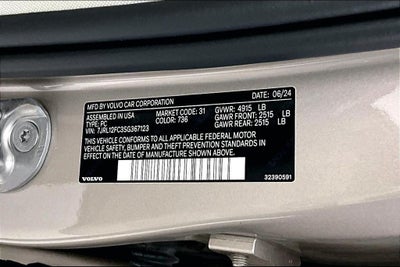 MFD BY VOLVO CAR CORPORATION DATE: 06/24
ASSEMBLED IN USA MARKET CODE: 31 GVWR: 4915 LB
TYPE: PC COLOR: 736 GAWR FRONT: 2515 LB
VIN: 7JRL12FC3SG367123 GAWR REAR: 2515 LB
THIS VEHICLE CONFORMS TO ALL APPLICABLE FEDERAL MOTOR
VEHICLE SAFETY, BUMPER AND THEFT PREVENTION STANDARDS IN
EFFECT ON THE DATE OF MANUFACTURE SHOWN ABOVE.
VOLVO 32390591